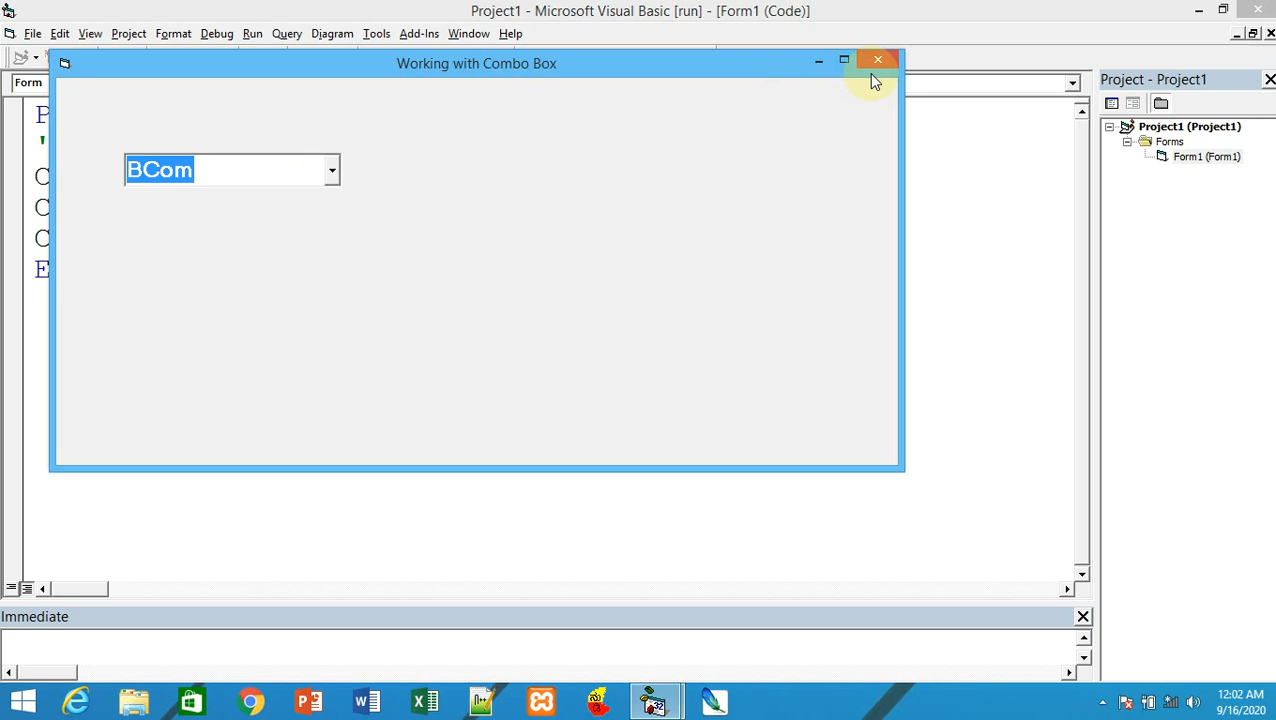 Project1 - Microsoft Visual Basic [run] - [Form1 (Code)]
File Edit View Project Format Debug Run Query Diagram Tools Add-Ins Window Help
Working with Combo Box
Form
Project - Project1
P
'
C
C
C
E
BCom
Project1 (Project1)
Forms
Form1 (Form1)
Immediate
12:02 AM
9/16/2020